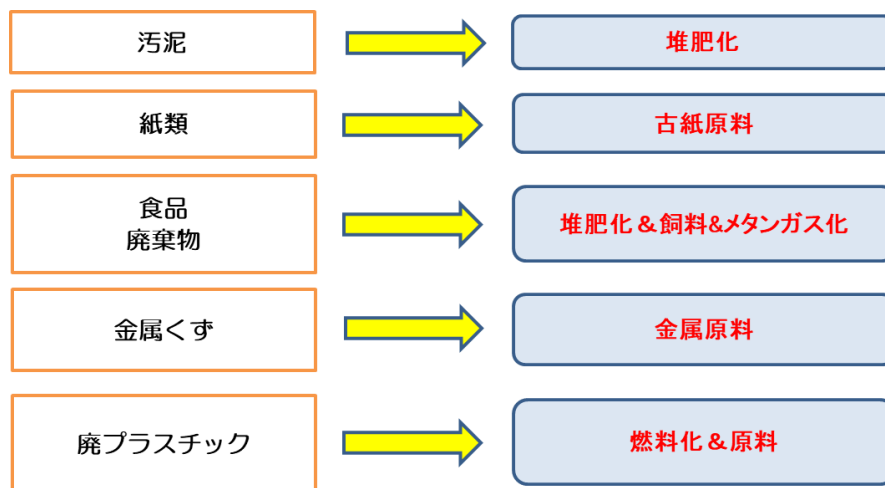 汚泥
堆肥化
紙類
古紙原料
食品
廃棄物
堆肥化＆飼料&メタンガス化
金属くず
金属原料
廃プラスチック
燃料化＆原料